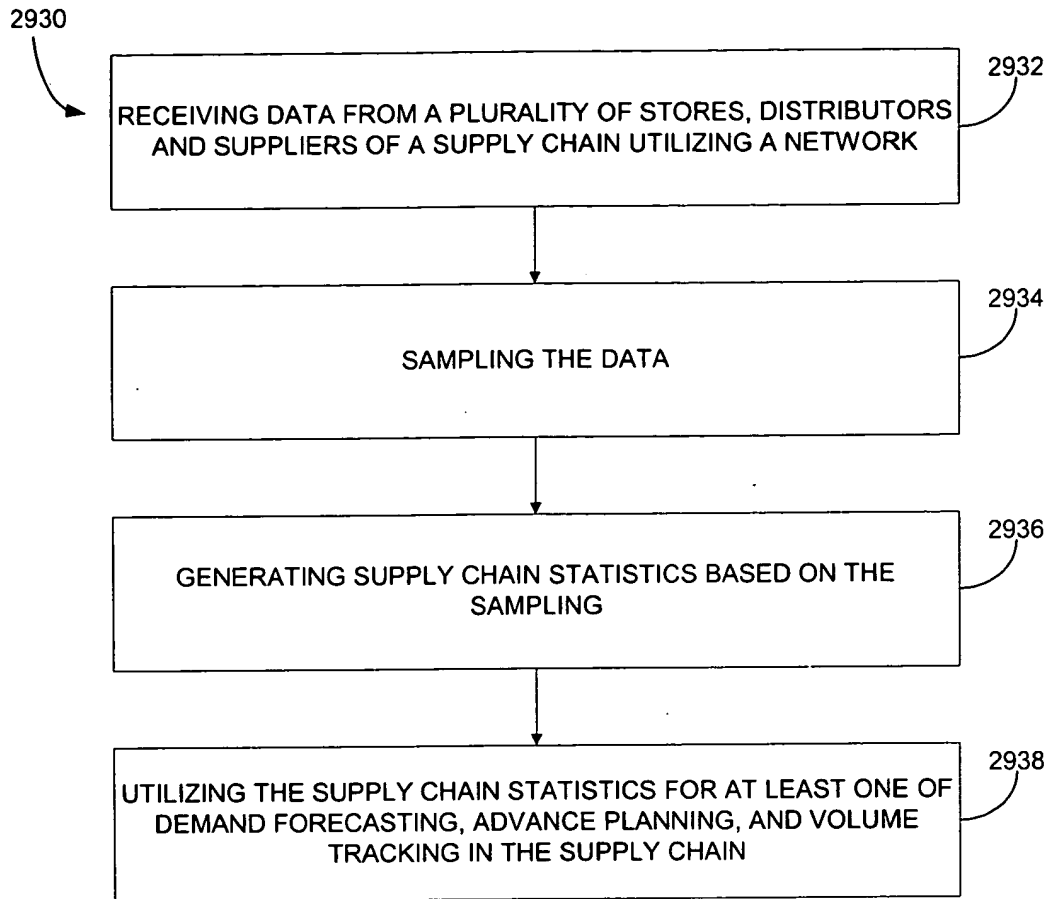 2930
2932
RECEIVING DATA FROM A PLURALITY OF STORES, DISTRIBUTORS
AND SUPPLIERS OF A SUPPLY CHAIN UTILIZING A NETWORK
2934
SAMPLING THE DATA
2936
GENERATING SUPPLY CHAIN STATISTICS BASED ON THE
SAMPLING
2938
UTILIZING THE SUPPLY CHAIN STATISTICS FOR AT LEAST ONE OF
DEMAND FORECASTING, ADVANCE PLANNING, AND VOLUME
TRACKING IN THE SUPPLY CHAIN